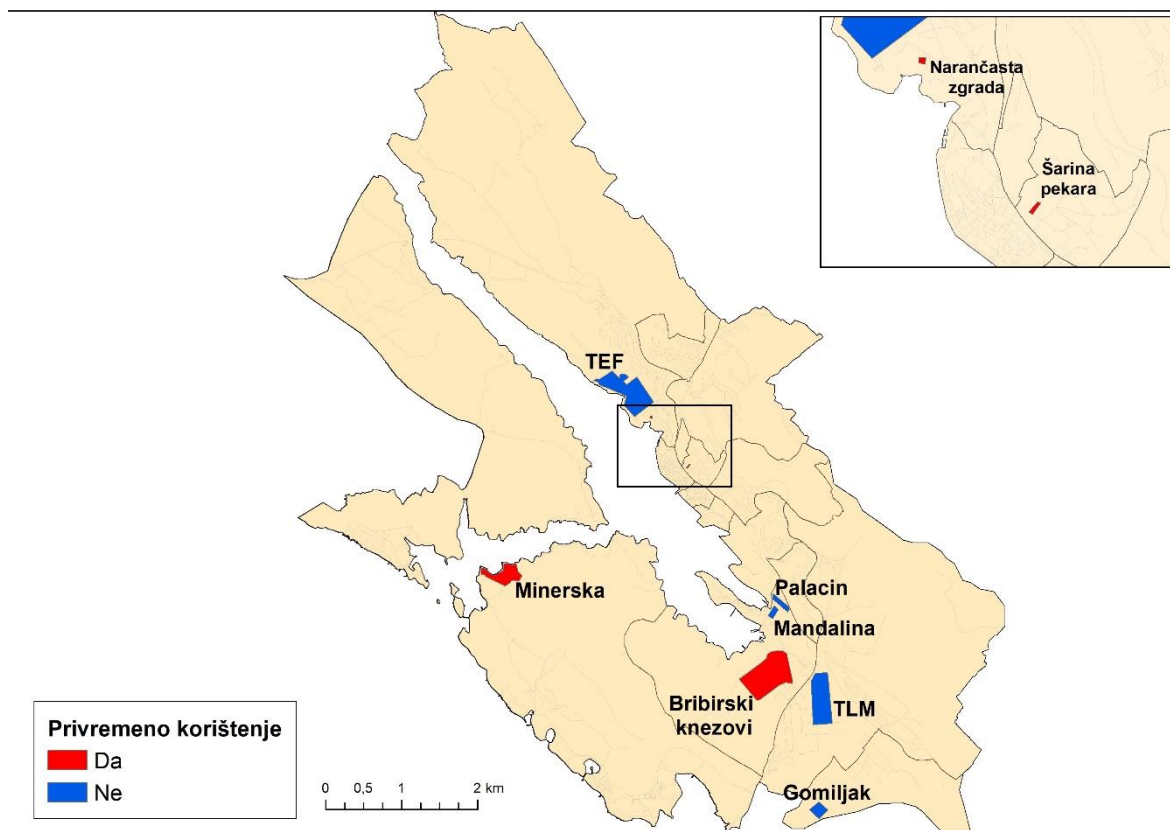 Narančasta
zgrada
Šarina
pekara
TEF
Minerska
Palacin
Mandalina
Bribirski
knezovi
TLM
Gomiljak
Privremeno korištenje
Da
Ne
0 0,5 1 2 km